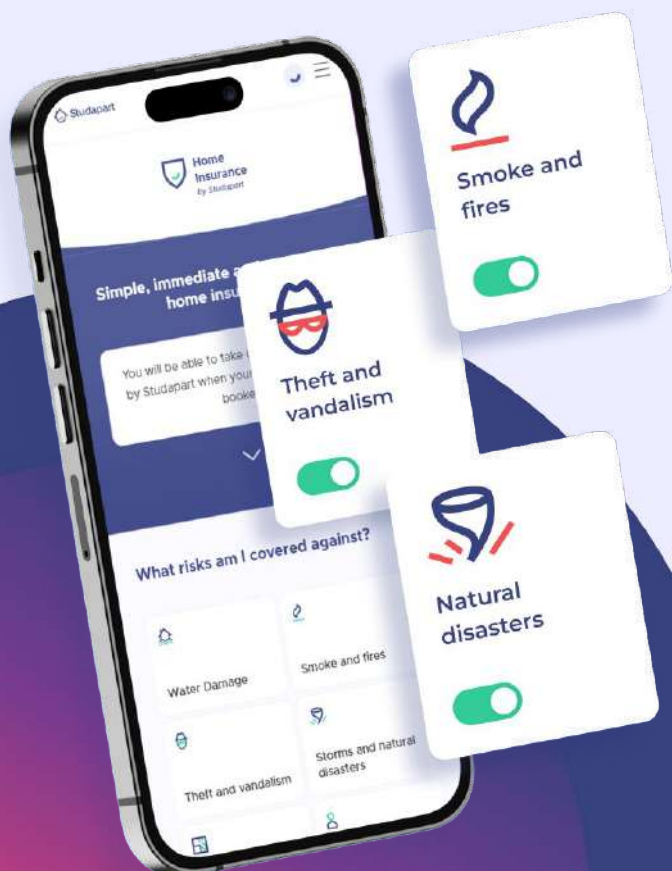 Studapart
Home
Insurance
by Studapart
Simple, immediate
home insu
You will be able to take
by Studapart when your
booke
What risks am I covered against?
Water Damage
Smoke and fires
Theft and vandalism
Storms and natural
disasters
Smoke and
fires
Theft and
vandalism
Natural
disasters